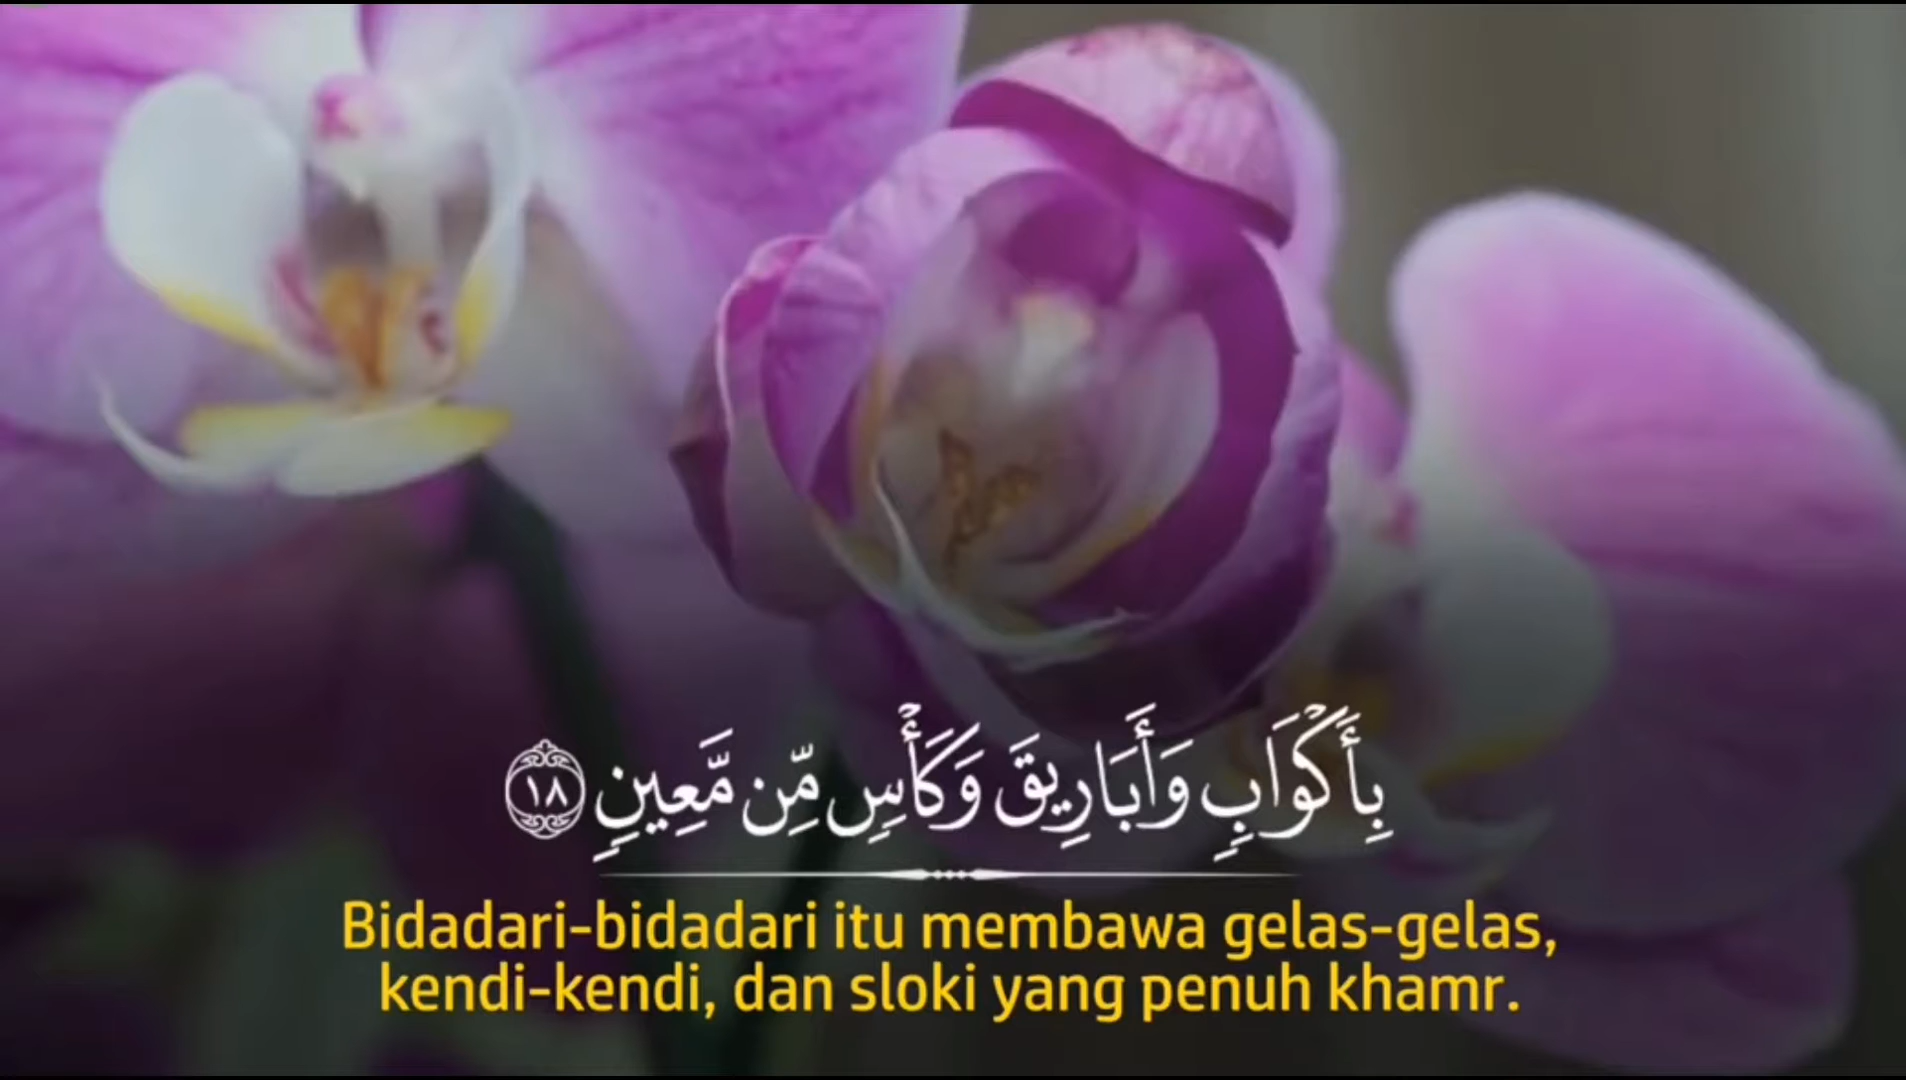 بِأَكْوَابٍ وَأَبَارِيقَ وَكَأْسٍ مِّن مَّعِينٍ ١٨
Bidadari-bidadari itu membawa gelas-gelas,
kendi-kendi, dan sloki yang penuh khamr.